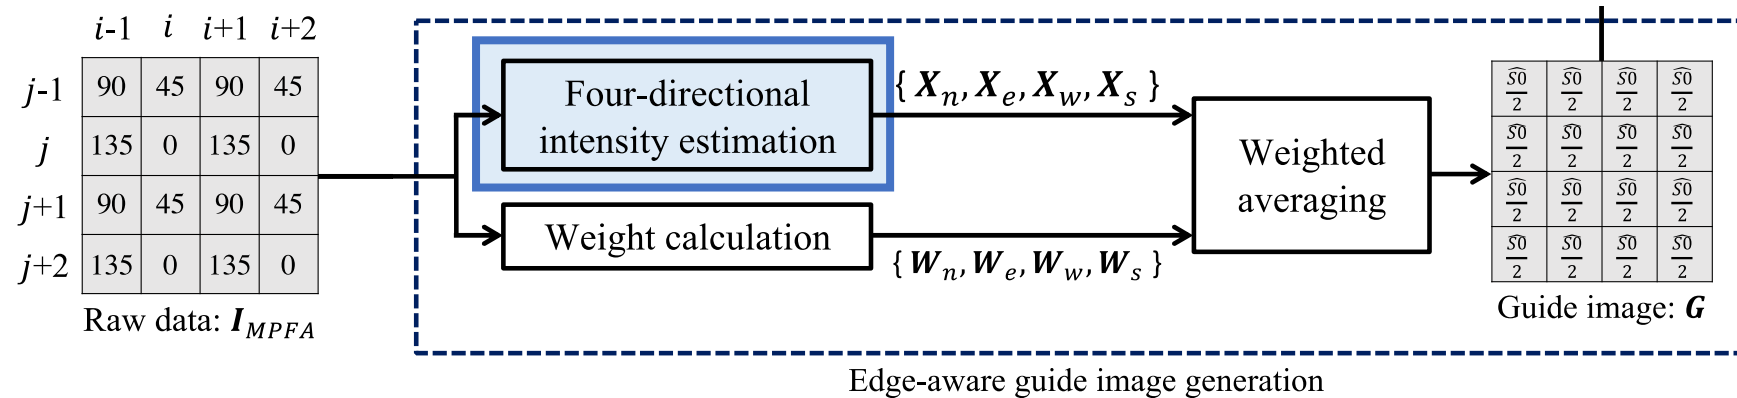 i-1 i i+1 i+2
j-1 90 45 90 45
j 135 0 135 0
j+1 90 45 90 45
j+2 135 0 135 0
Raw data: I_MPFA
Four-directional
intensity estimation
{ X_n, X_e, X_w, X_s }
Weight calculation
{ W_n, W_e, W_w, W_s }
Weighted
averaging
Ŝ0/2 Ŝ0/2 Ŝ0/2 Ŝ0/2
Ŝ0/2 Ŝ0/2 Ŝ0/2 Ŝ0/2
Ŝ0/2 Ŝ0/2 Ŝ0/2 Ŝ0/2
Ŝ0/2 Ŝ0/2 Ŝ0/2 Ŝ0/2
Guide image: G
Edge-aware guide image generation